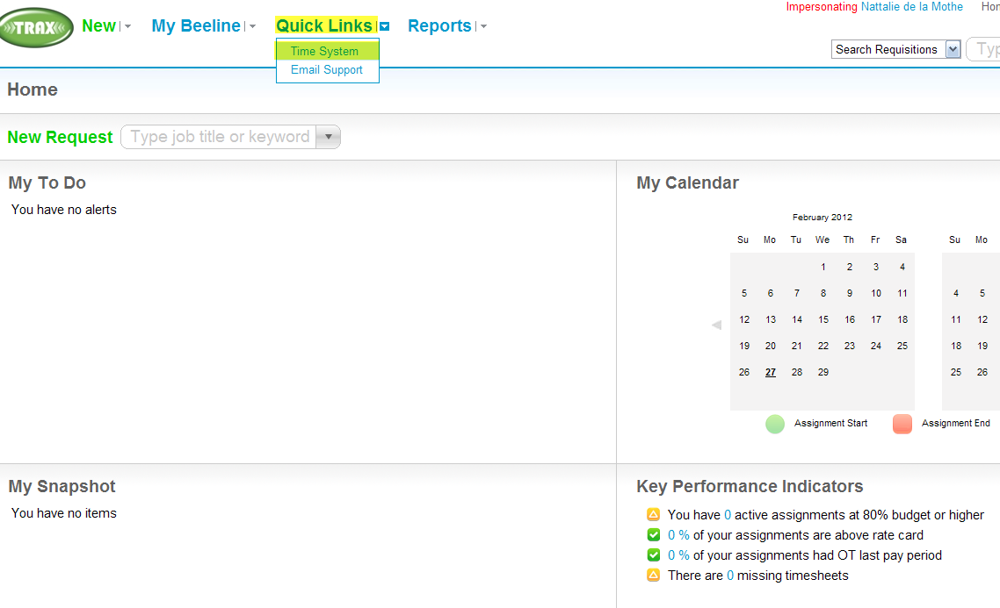 Impersonating Nattalie de la Mothe
TRAX New My Beeline Quick Links Reports
Time System
Email Support
Search Requisitions
Home
New Request Type job title or keyword
My To Do
You have no alerts
My Calendar
February 2012
Su Mo Tu We Th Fr Sa Su Mo
1 2 3 4
5 6 7 8 9 10 11 4 5
12 13 14 15 16 17 18 11 12
19 20 21 22 23 24 25 18 19
26 27 28 29 25 26
Assignment Start Assignment End
My Snapshot
You have no items
Key Performance Indicators
You have 0 active assignments at 80% budget or higher
0 % of your assignments are above rate card
0 % of your assignments had OT last pay period
There are 0 missing timesheets